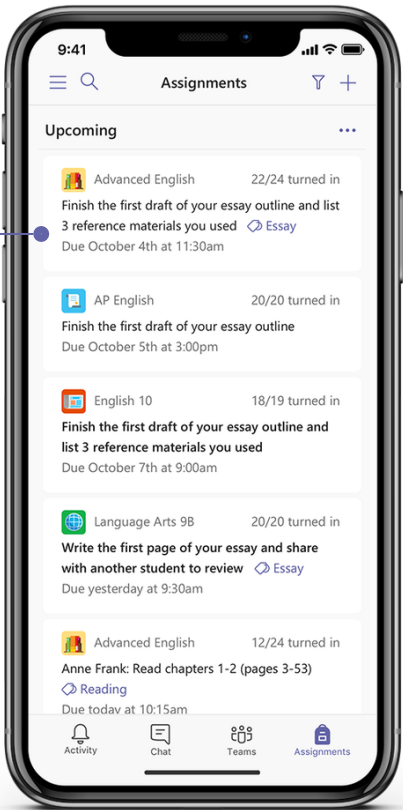 9:41
Assignments
Upcoming
Advanced English 22/24 turned in
Finish the first draft of your essay outline and list
3 reference materials you used Essay
Due October 4th at 11:30am
AP English 20/20 turned in
Finish the first draft of your essay outline
Due October 5th at 3:00pm
English 10 18/19 turned in
Finish the first draft of your essay outline and
list 3 reference materials you used
Due October 7th at 9:00am
Language Arts 9B 20/20 turned in
Write the first page of your essay and share
with another student to review Essay
Due yesterday at 9:30am
Advanced English 12/24 turned in
Anne Frank: Read chapters 1-2 (pages 3-53)
Reading
Due today at 10:15am
Activity Chat Teams Assignments